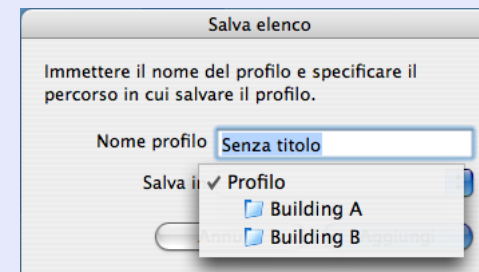 Salva elenco
Immettere il nome del profilo e specificare il
percorso in cui salvare il profilo.
Nome profilo Senza titolo
Salva i ✓ Profilo
Building A
Building B